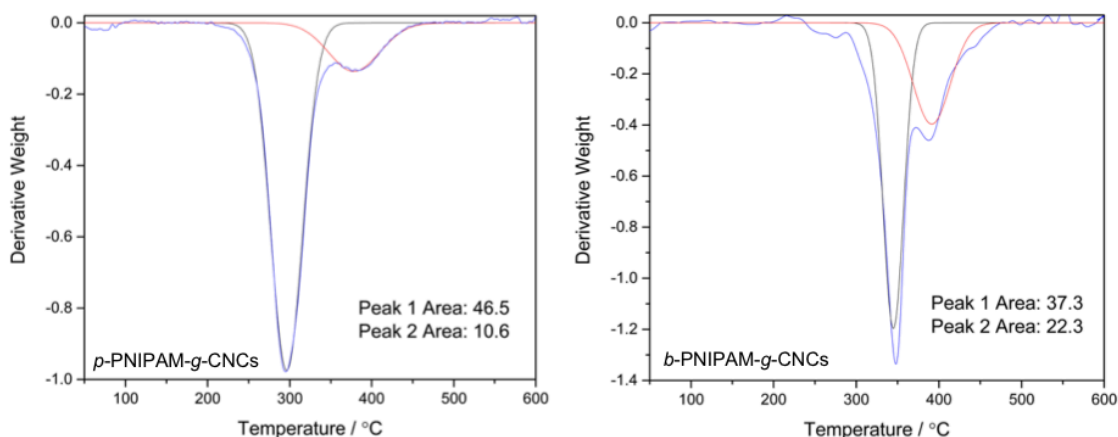 0.0
-0.2
-0.4
-0.6
-0.8
-1.0
Derivative Weight
Peak 1 Area: 46.5
Peak 2 Area: 10.6
p-PNIPAM-g-CNCs
100 200 300 400 500 600
Temperature / °C
0.0
-0.2
-0.4
-0.6
-0.8
-1.0
-1.2
-1.4
Derivative Weight
Peak 1 Area: 37.3
Peak 2 Area: 22.3
b-PNIPAM-g-CNCs
100 200 300 400 500 600
Temperature / °C